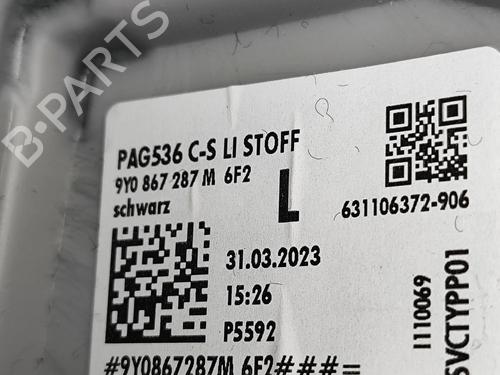 B-PARTS
PAG536 C-S LI STOFF
9Y0 867 287 M 6F2
schwarz
L
631106372-906
31.03.2023
15:26
P5592
#9Y0867287M 6F2###=
I110069
SVCTYPP01